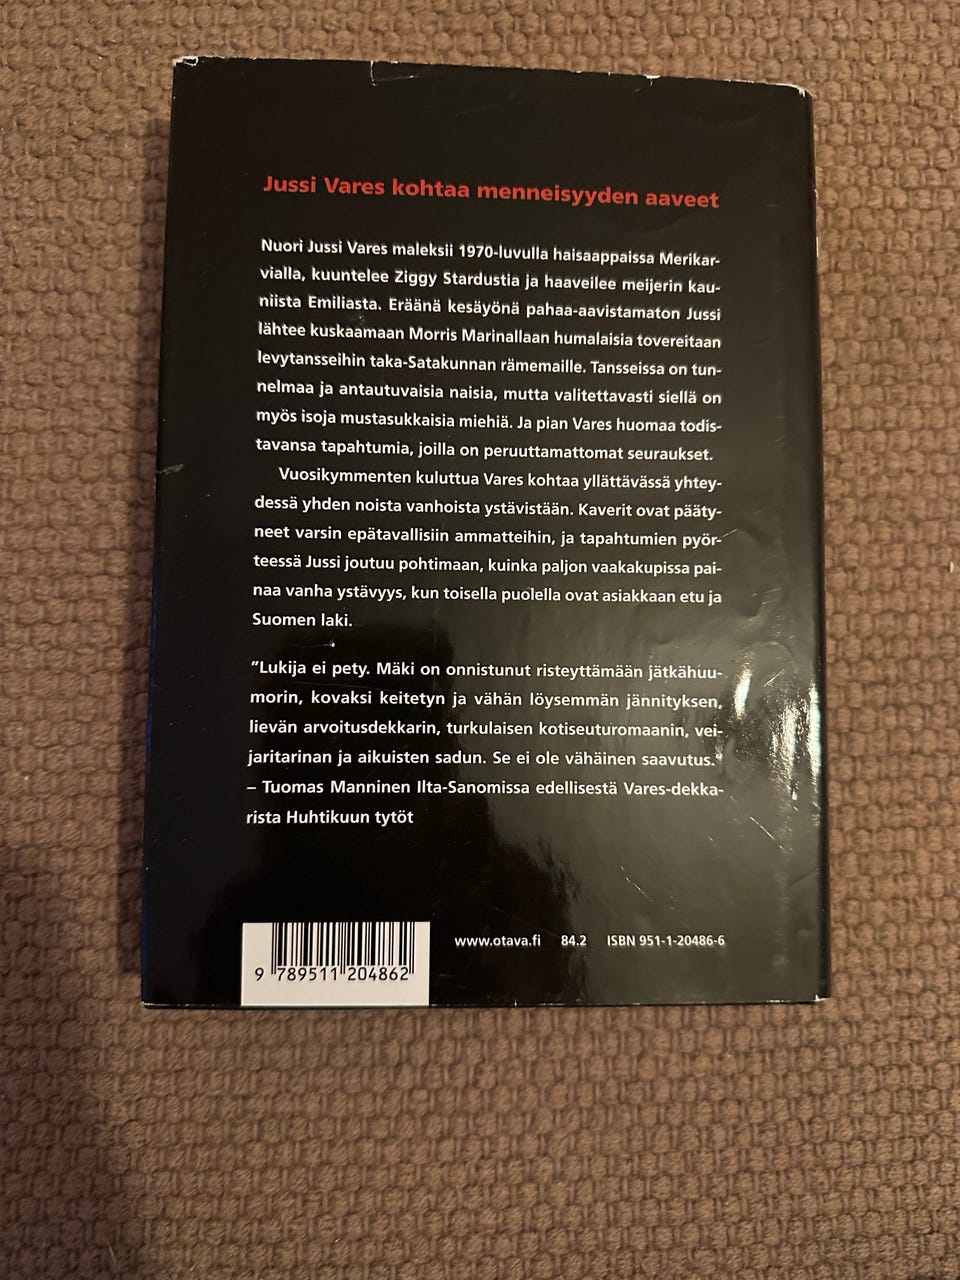 Jussi Vares kohtaa menneisyyden aaveet
Nuori Jussi Vares maleksii 1970-luvulla haisaappaissa Merikar-
vialla, kuuntelee Ziggy Stardustia ja haaveilee meijerin kau-
niista Emiliasta. Eräänä kesäyönä pahaa-aavistamaton Jussi
lähtee kuskaamaan Morris Marinallaan humalaisia tovereitaan
levytansseihin taka-Satakunnan rämemaille. Tansseissa on tun-
nelmaa ja antautuvaisia naisia, mutta valitettavasti siellä on
myös isoja mustasukkaisia miehiä. Ja pian Vares huomaa todis-
tavansa tapahtumia, joilla on peruuttamattomat seuraukset.
Vuosikymmenten kuluttua Vares kohtaa yllättävässä yhtey-
dessä yhden noista vanhoista ystävistään. Kaverit ovat pääty-
neet varsin epätavallisiin ammatteihin, ja tapahtumien pyör-
teessä Jussi joutuu pohtimaan, kuinka paljon vaakakupissa pai-
naa vanha ystävyys, kun toisella puolella ovat asiakkaan etu ja
Suomen laki.
”Lukija ei pety. Mäki on onnistunut risteyttämään jätkähuu-
morin, kovaksi keitetyn ja vähän löysemmän jännityksen,
lievän arvoitusdekkarin, turkulaisen kotiseuturomaanin, vei-
jaritarinan ja aikuisten sadun. Se ei ole vähäinen saavutus.”
– Tuomas Manninen Ilta-Sanomissa edellisestä Vares-dekka-
rista Huhtikuun tytöt
www.otava.fi 84.2 ISBN 951-1-20486-6
9 789511 204862